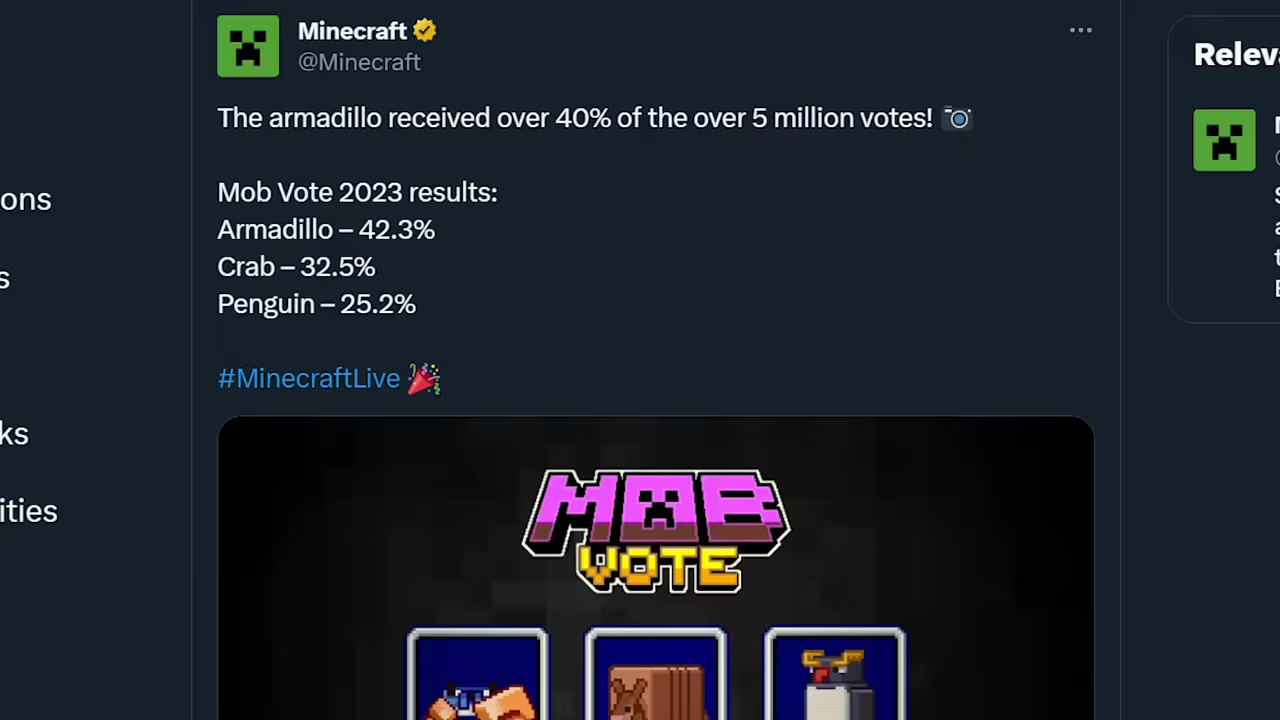 Minecraft
@Minecraft
The armadillo received over 40% of the over 5 million votes! 📷
Mob Vote 2023 results:
Armadillo – 42.3%
Crab – 32.5%
Penguin – 25.2%
#MinecraftLive 🎉
MOB
VOTE
ons
s
ks
ities
Relev